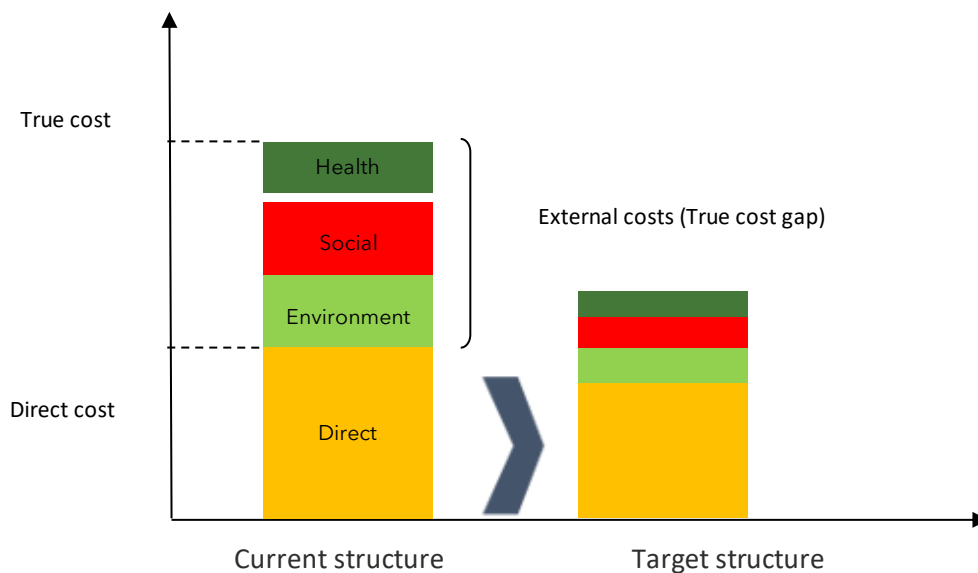 True cost
Health
External costs (True cost gap)
Social
Environment
Direct cost
Direct
Current structure
Target structure